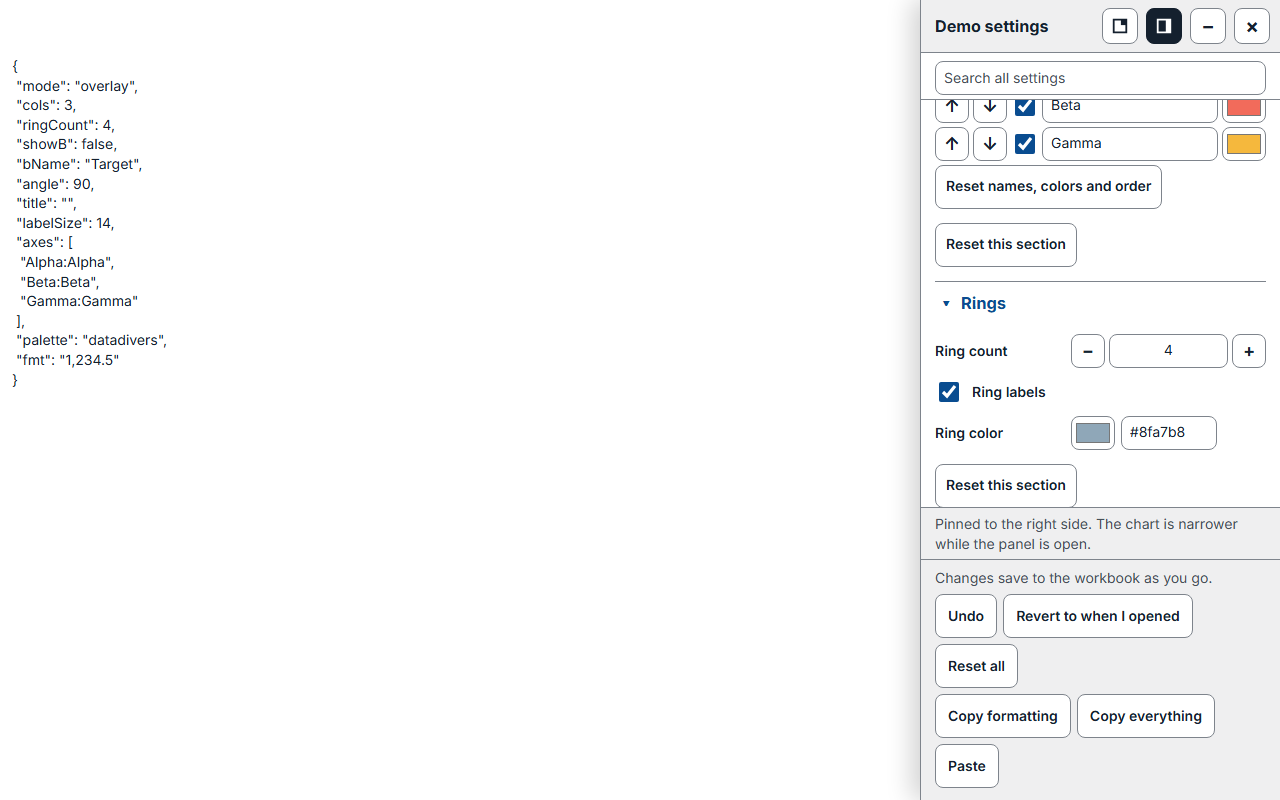 {
"mode": "overlay",
"cols": 3,
"ringCount": 4,
"showB": false,
"bName": "Target",
"angle": 90,
"title": "",
"labelSize": 14,
"axes": [
"Alpha:Alpha",
"Beta:Beta",
"Gamma:Gamma"
],
"palette": "datadivers",
"fmt": "1,234.5"
}
Demo settings
Search all settings
Beta
Gamma
Reset names, colors and order
Reset this section
Rings
Ring count
4
Ring labels
Ring color
#8fa7b8
Reset this section
Pinned to the right side. The chart is narrower
while the panel is open.
Changes save to the workbook as you go.
Undo
Revert to when I opened
Reset all
Copy formatting
Copy everything
Paste